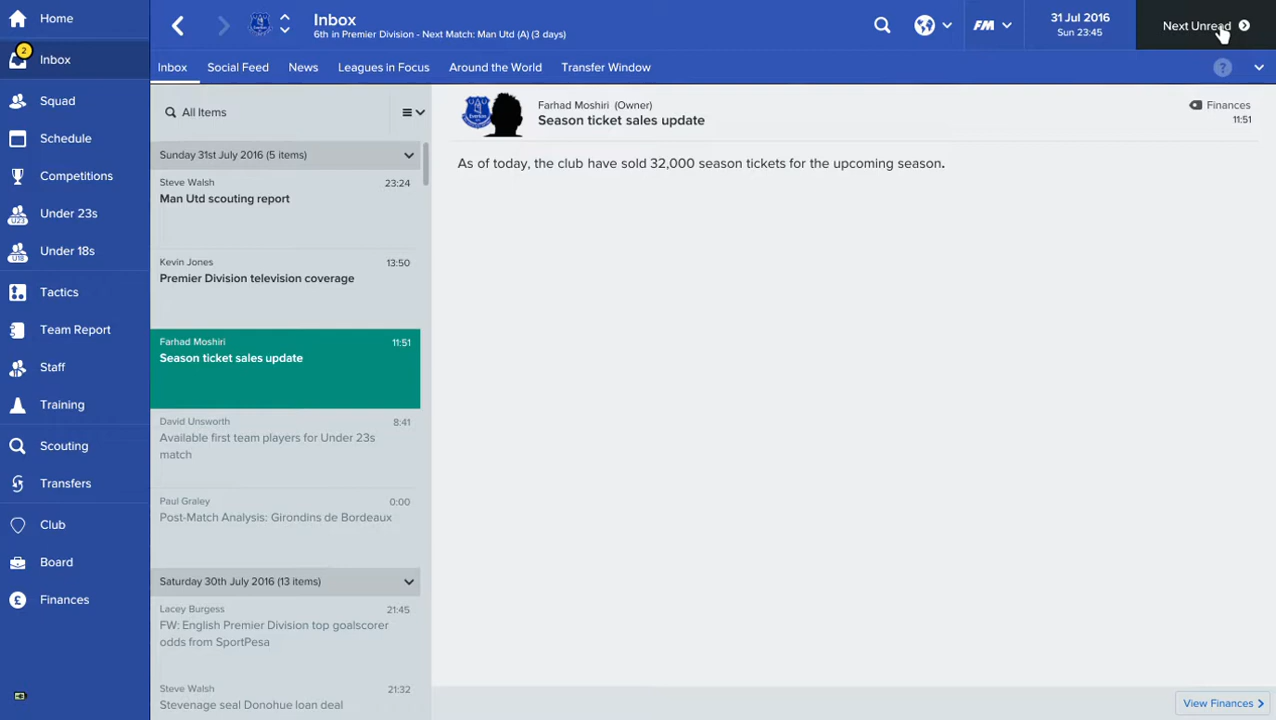 Home
2
Inbox
Squad
Schedule
Competitions
U23
Under 23s
U18
Under 18s
Tactics
Team Report
Staff
Training
Scouting
Transfers
Club
Board
£
Finances
Inbox
6th in Premier Division - Next Match: Man Utd (A) (3 days)
FM
31 Jul 2016
Sun 23:45
Next Unread
Inbox
Social Feed
News
Leagues in Focus
Around the World
Transfer Window
?
All Items
Sunday 31st July 2016 (5 items)
Steve Walsh 23:24
Man Utd scouting report
Kevin Jones 13:50
Premier Division television coverage
Farhad Moshiri 11:51
Season ticket sales update
David Unsworth 8:41
Available first team players for Under 23s
match
Paul Graley 0:00
Post-Match Analysis: Girondins de Bordeaux
Saturday 30th July 2016 (13 items)
Lacey Burgess 21:45
FW: English Premier Division top goalscorer
odds from SportPesa
Steve Walsh 21:32
Stevenage seal Donohue loan deal
Farhad Moshiri (Owner)
Season ticket sales update
Finances
11:51
As of today, the club have sold 32,000 season tickets for the upcoming season.
View Finances